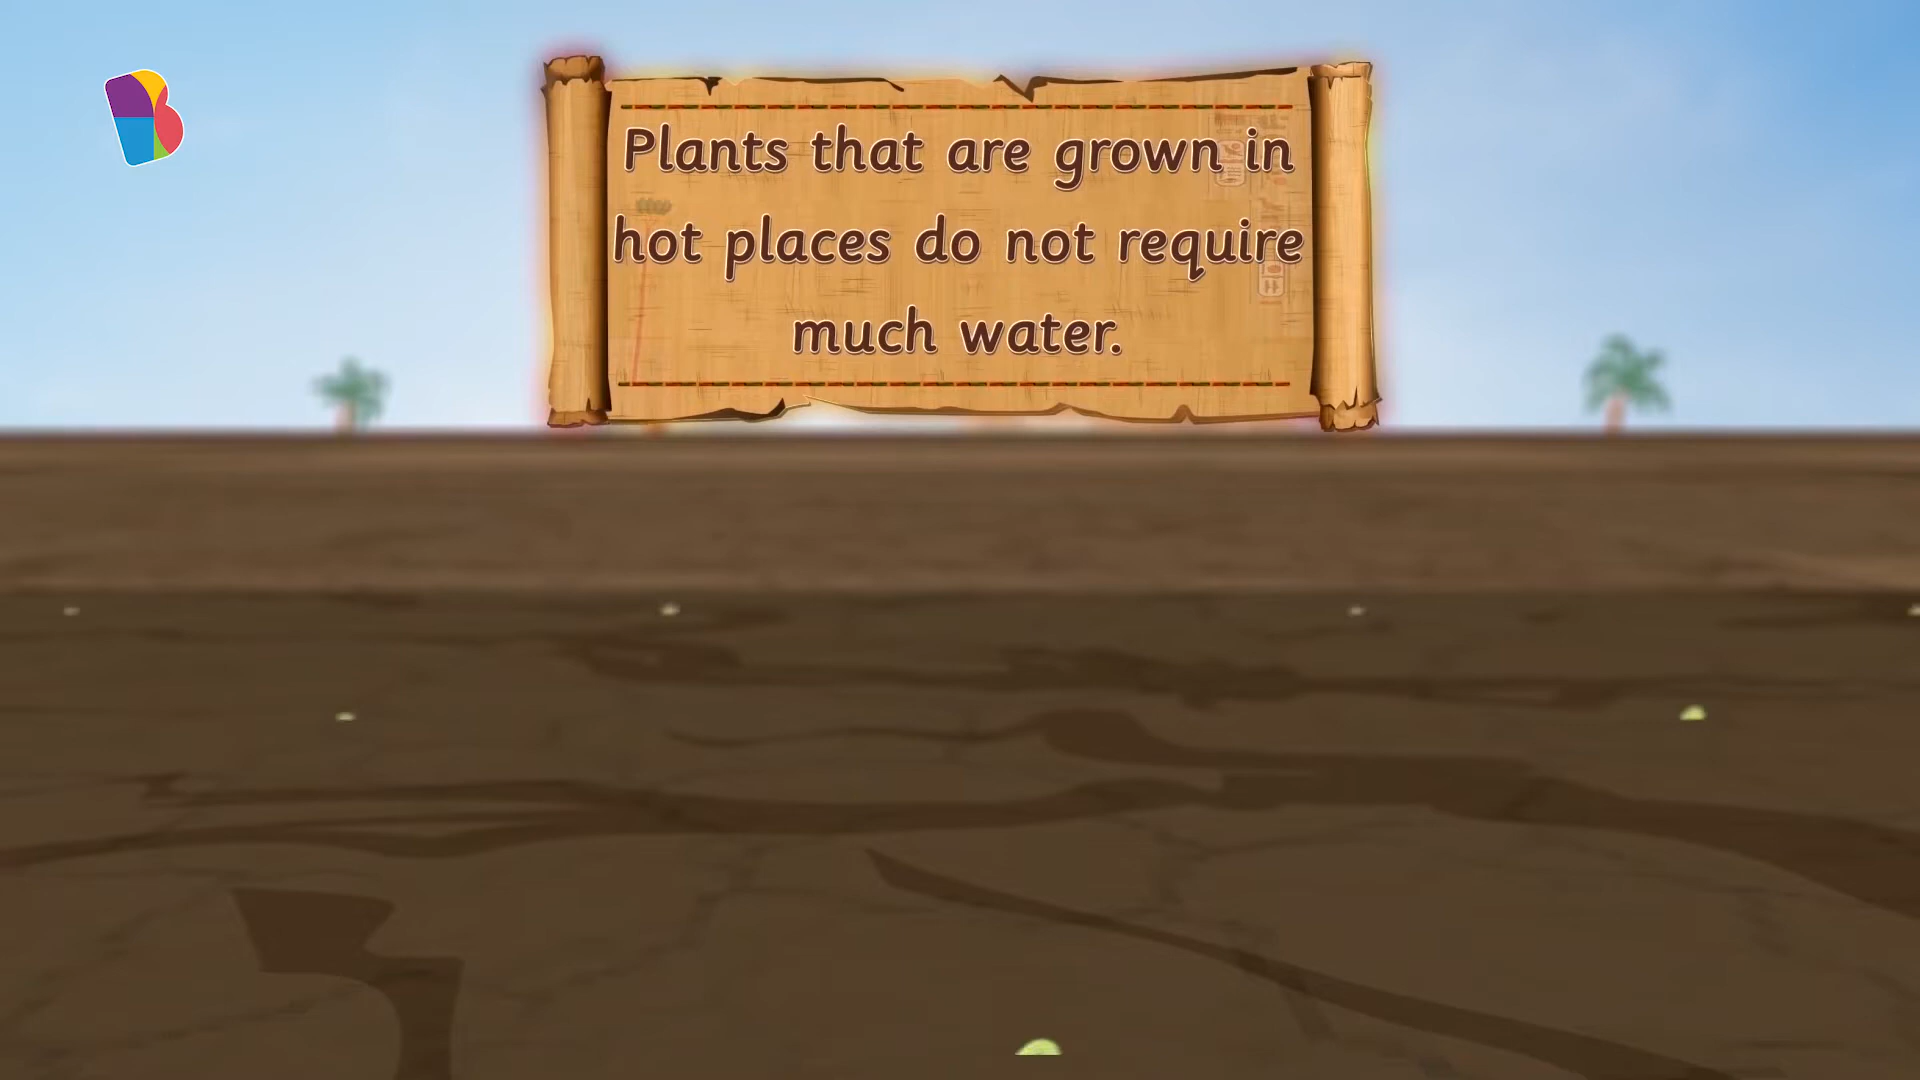 Plants that are grown in
hot places do not require
much water.